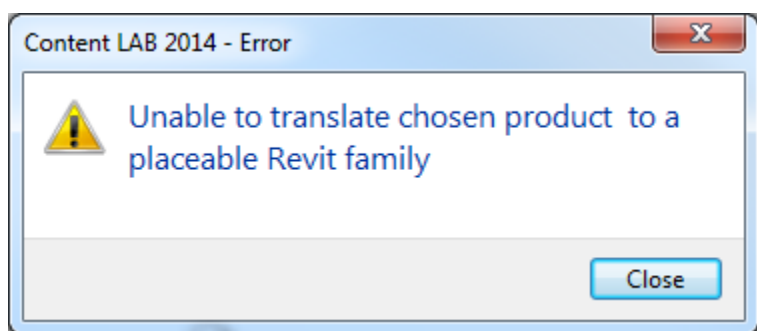 Content LAB 2014 - Error
Unable to translate chosen product  to a
placeable Revit family
Close